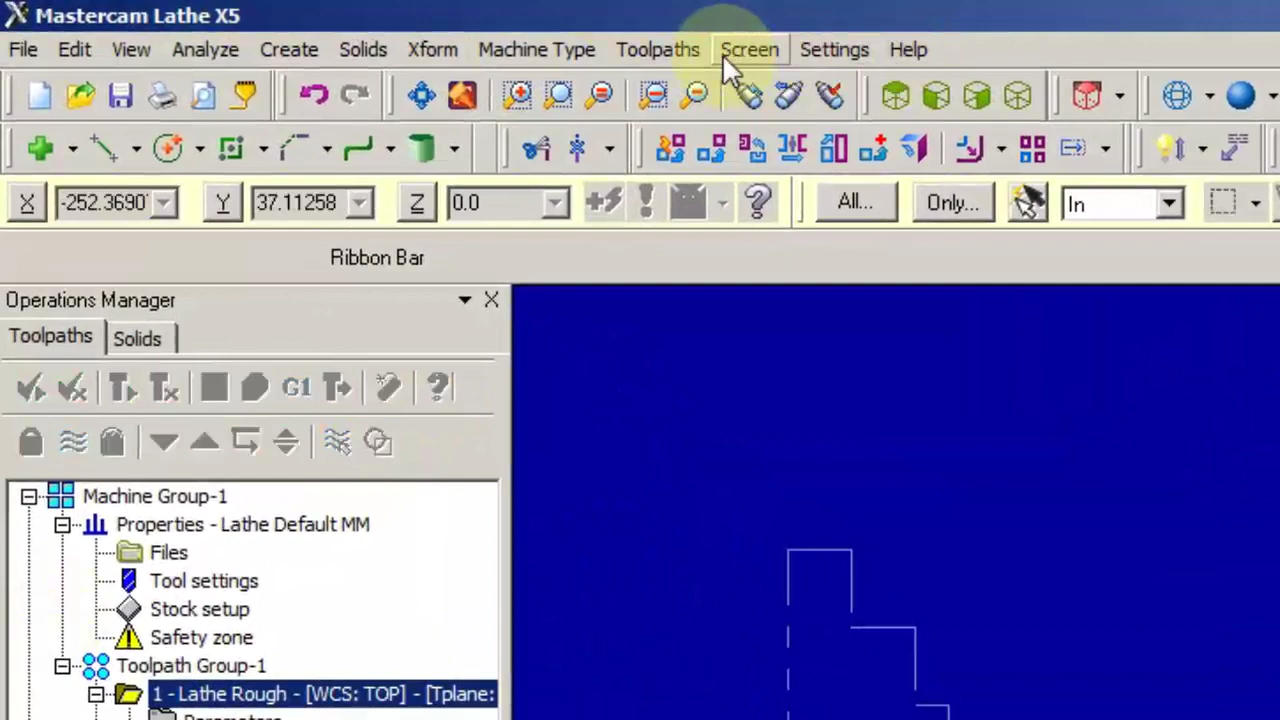 Mastercam Lathe X5
File Edit View Analyze Create Solids Xform Machine Type Toolpaths Screen Settings Help
X -252.3690 Y 37.11258 Z 0.0 All... Only... In
Ribbon Bar
Operations Manager
Toolpaths Solids
G1
Machine Group-1
Properties - Lathe Default MM
Files
Tool settings
Stock setup
Safety zone
Toolpath Group-1
1 - Lathe Rough - [WCS: TOP] - [Tplane:
Parameters